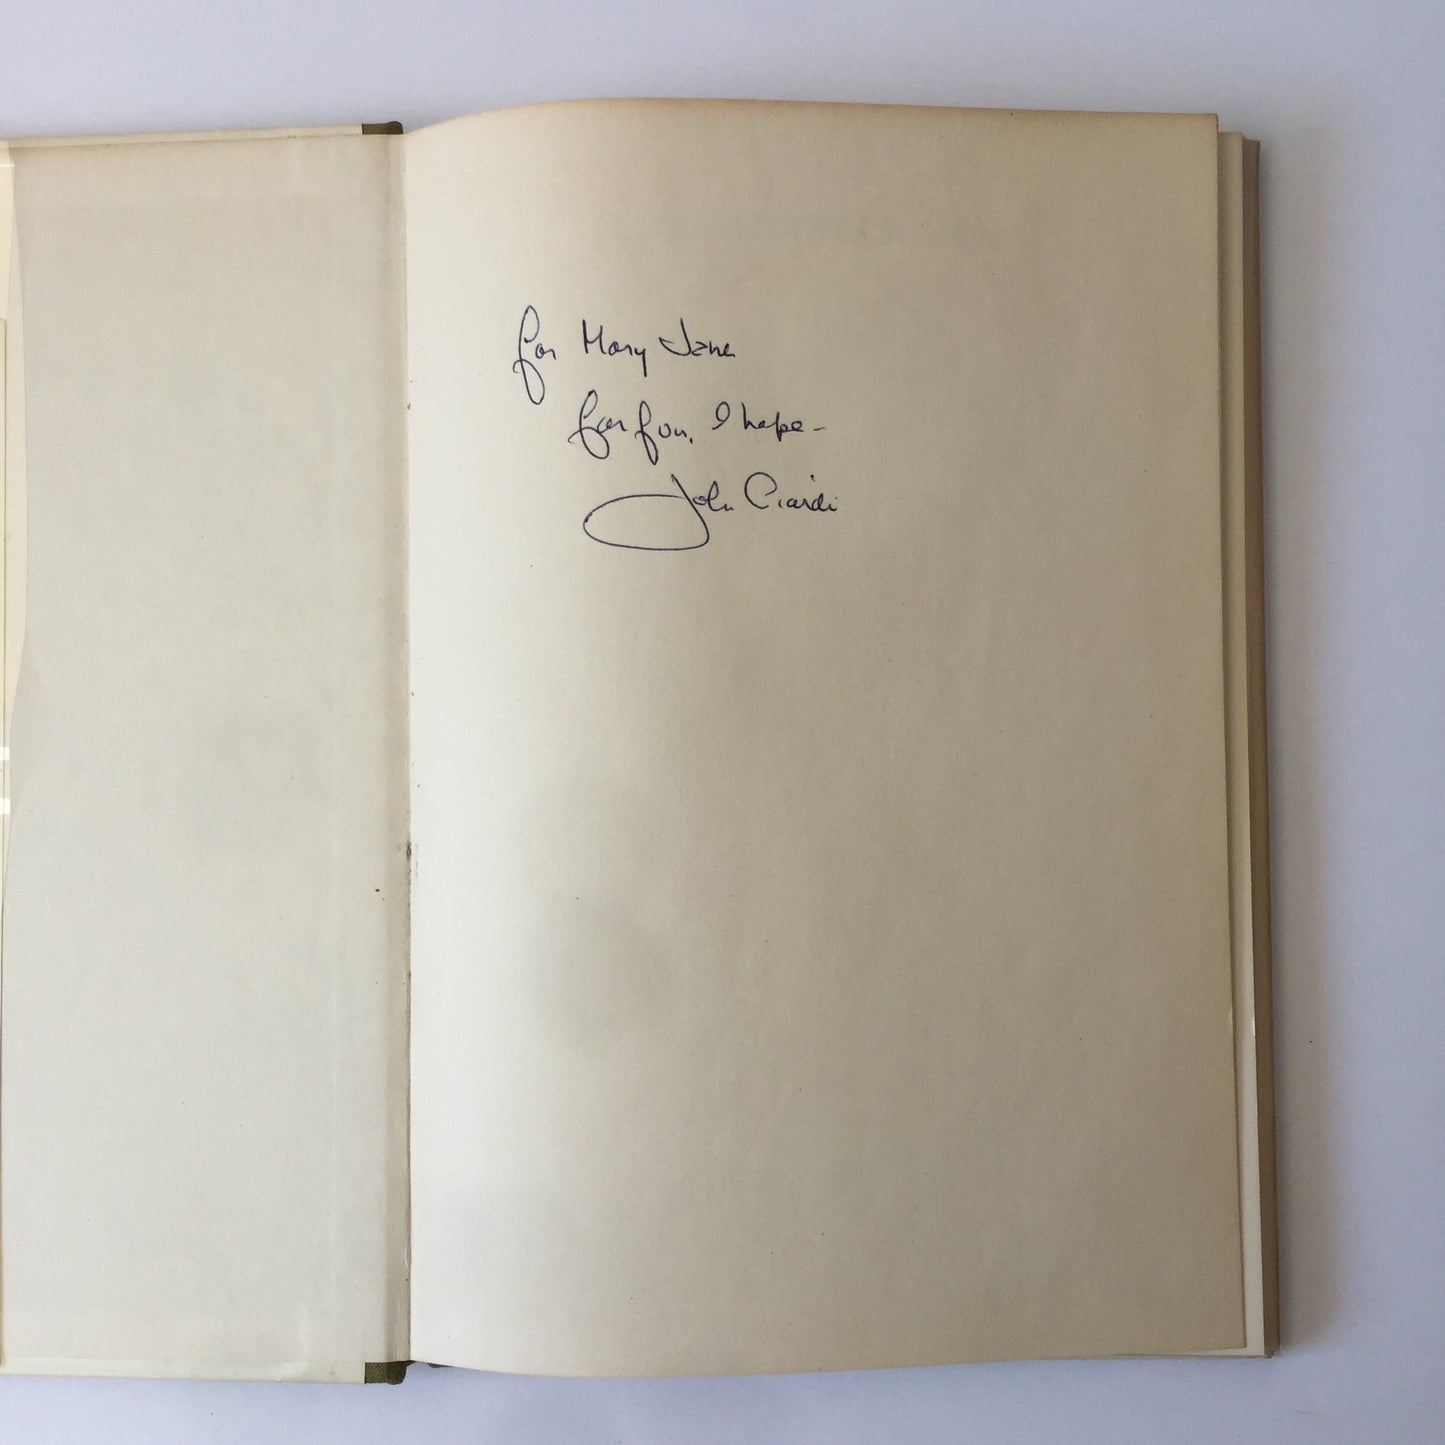 for Mary Jane
for fun, I hope -
John Ciardi